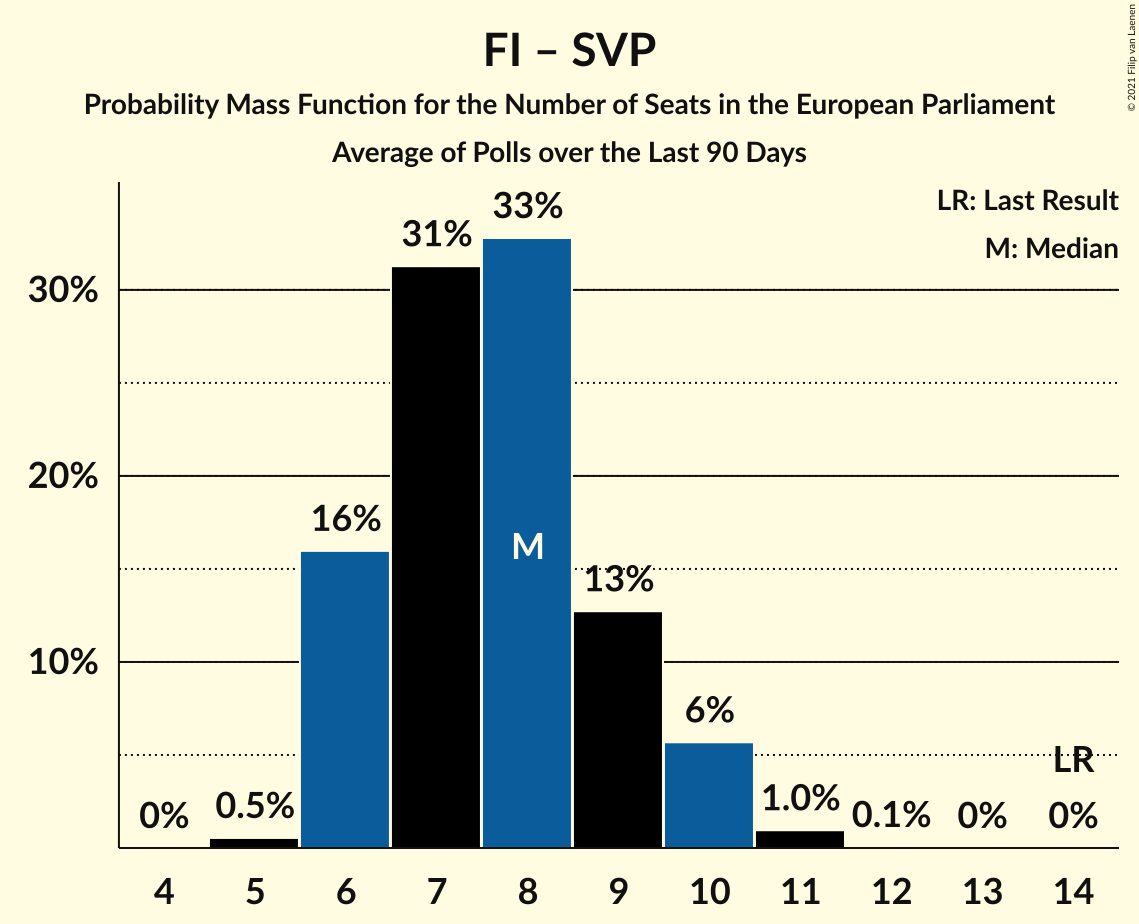 FI – SVP
Probability Mass Function for the Number of Seats in the European Parliament
Average of Polls over the Last 90 Days
© 2021 Filip van Laenen
LR: Last Result
M: Median
30%
20%
10%
0%
0.5%
16%
31%
33%
M
13%
6%
1.0%
0.1%
0%
LR
0%
4 5 6 7 8 9 10 11 12 13 14